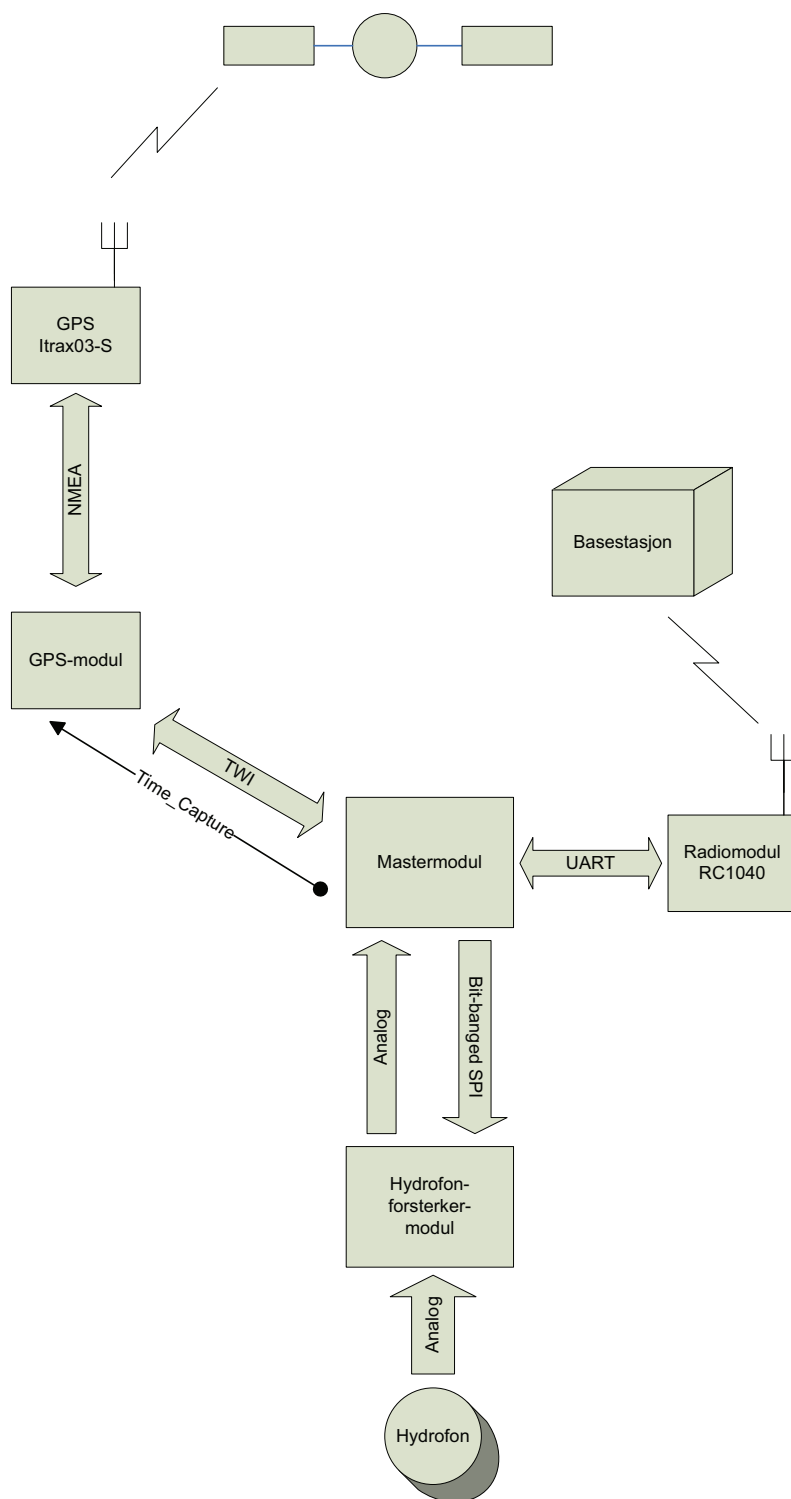 GPS
Itrax03-S
NMEA
Basestasjon
GPS-modul
TWI
Time_Capture
Mastermodul
UART
Radiomodul
RC1040
Analog
Bit-banged SPI
Hydrofon-
forsterker-
modul
Analog
Hydrofon